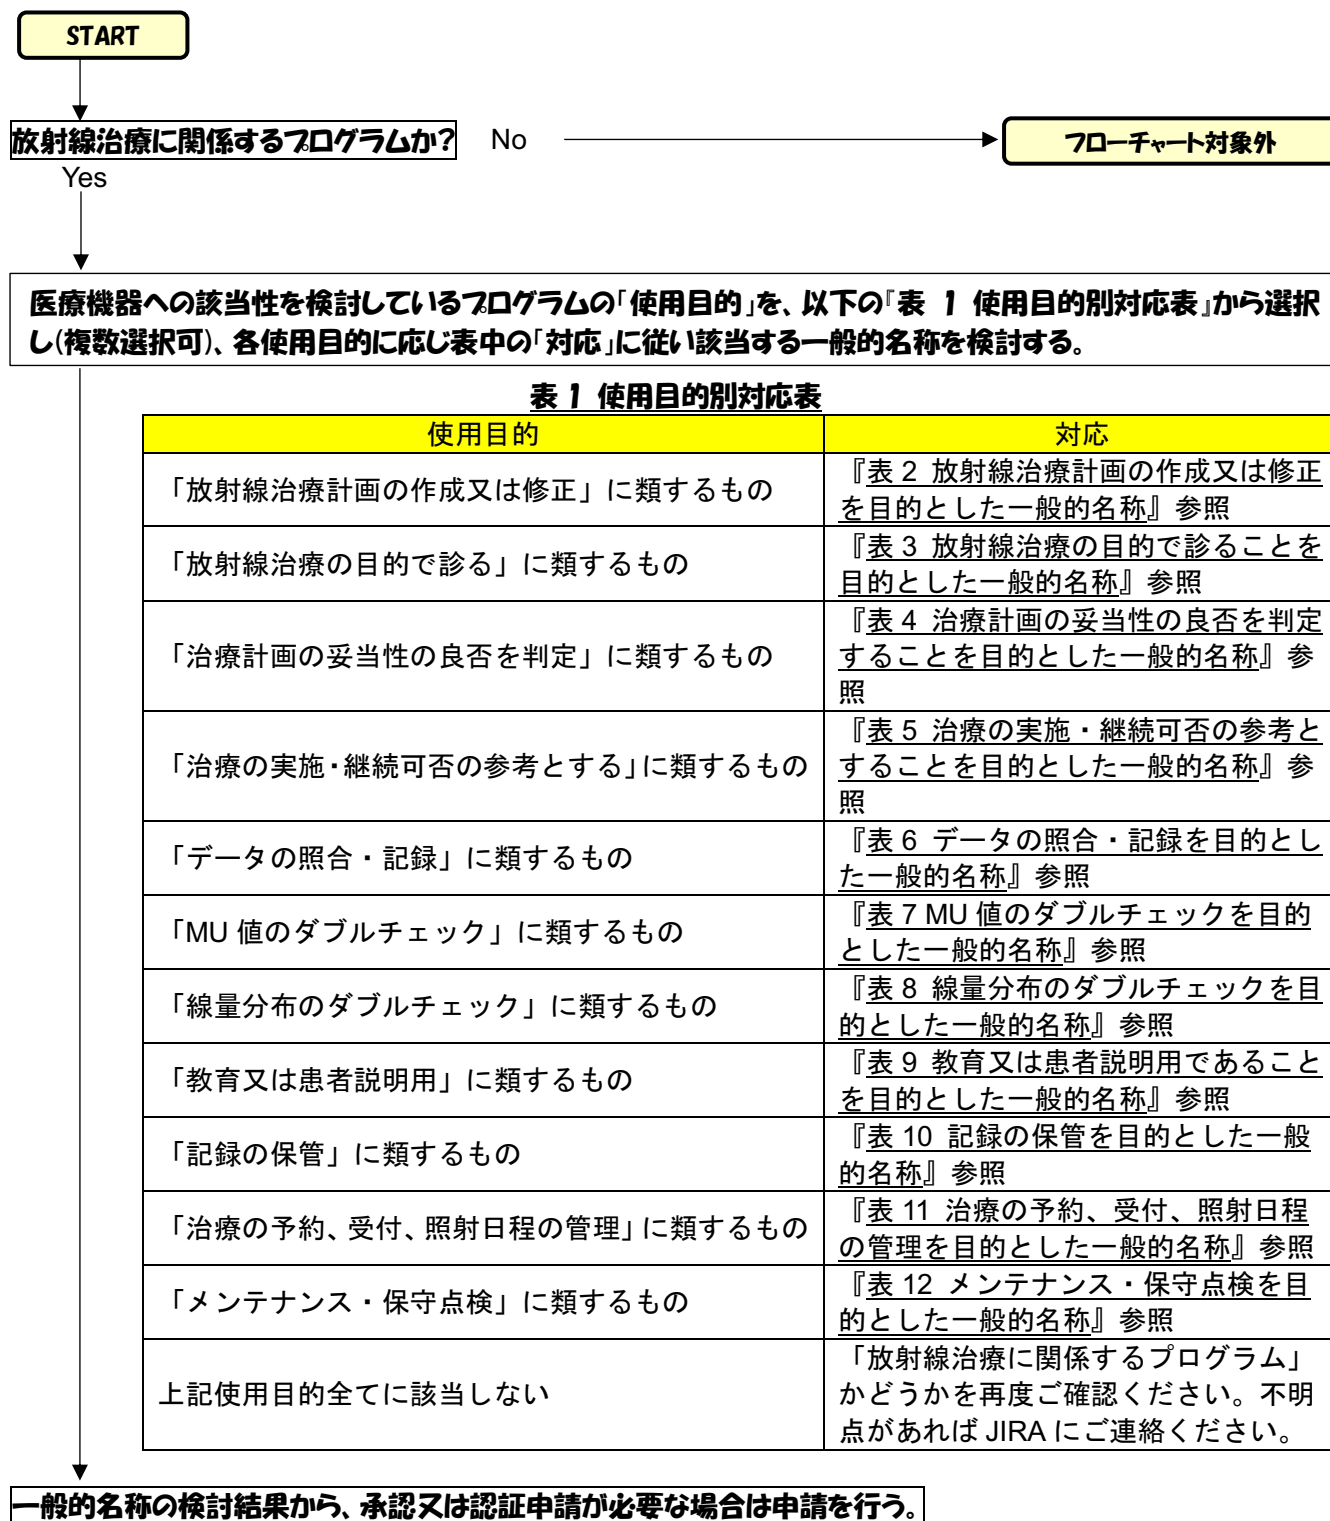 START
放射線治療に関係するプログラムか? No フローチャート対象外
Yes
医療機器への該当性を検討しているプログラムの「使用目的」を、以下の『表 1 使用目的別対応表』から選択
し(複数選択可)、各使用目的に応じ表中の「対応」に従い該当する一般的名称を検討する。
表 1 使用目的別対応表
使用目的 対応
「放射線治療計画の作成又は修正」に類するもの
『表 2 放射線治療計画の作成又は修正
を目的とした一般的名称』参照
「放射線治療の目的で診る」に類するもの
『表 3 放射線治療の目的で診ることを
目的とした一般的名称』参照
「治療計画の妥当性の良否を判定」に類するもの
『表 4 治療計画の妥当性の良否を判定
することを目的とした一般的名称』参
照
「治療の実施・継続可否の参考とする」に類するもの
『表 5 治療の実施・継続可否の参考と
することを目的とした一般的名称』参
照
「データの照合・記録」に類するもの
『表 6 データの照合・記録を目的とし
た一般的名称』参照
「MU 値のダブルチェック」に類するもの
『表 7 MU 値のダブルチェックを目的
とした一般的名称』参照
「線量分布のダブルチェック」に類するもの
『表 8 線量分布のダブルチェックを目
的とした一般的名称』参照
「教育又は患者説明用」に類するもの
『表 9 教育又は患者説明用であること
を目的とした一般的名称』参照
「記録の保管」に類するもの
『表 10 記録の保管を目的とした一般
的名称』参照
「治療の予約、受付、照射日程の管理」に類するもの
『表 11 治療の予約、受付、照射日程
の管理を目的とした一般的名称』参照
「メンテナンス・保守点検」に類するもの
『表 12 メンテナンス・保守点検を目
的とした一般的名称』参照
上記使用目的全てに該当しない
「放射線治療に関係するプログラム」
かどうかを再度ご確認ください。不明
点があれば JIRA にご連絡ください。
一般的名称の検討結果から、承認又は認証申請が必要な場合は申請を行う。